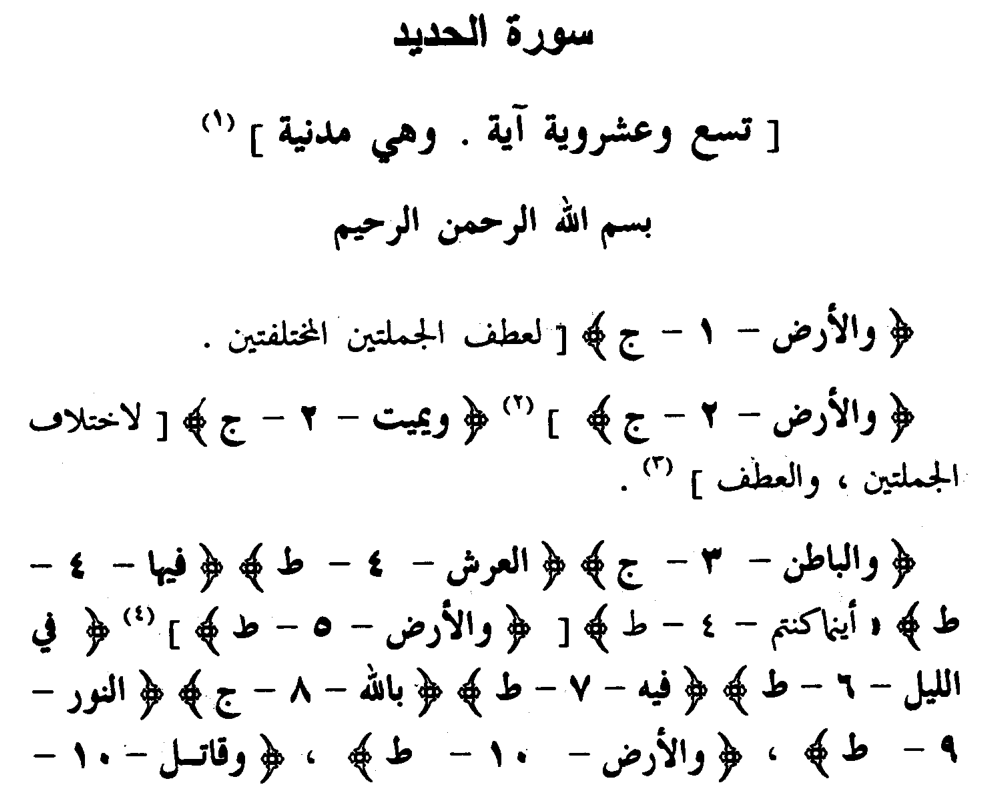 سورة الحديد
[ تسع وعشروية آية . وهي مدنية ] (١)
بسم الله الرحمن الرحيم
﴿ والأرض – ١ – ج ﴾ [ لعطف الجملتين المختلفتين .
﴿ والأرض – ٢ – ج ﴾ ] (٢) ﴿ ويميت – ٢ – ج ﴾ [ لاختلاف
الجملتين ، والعطف ] (٣) .
﴿ والباطن – ٣ – ج ﴾ ﴿ العرش – ٤ – ط ﴾ ﴿ فيها – ٤ –
ط ﴾ « أينما كنتم – ٤ – ط ﴾ [ ﴿ والأرض – ٥ – ط ﴾ ] (٤) ﴿ في
الليل – ٦ – ط ﴾ ﴿ فيه – ٧ – ط ﴾ ﴿ بالله – ٨ – ج ﴾ ﴿ النور –
٩ – ط ﴾ ، ﴿ والأرض – ١٠ – ط ﴾ ، ﴿ وقاتل – ١٠ –